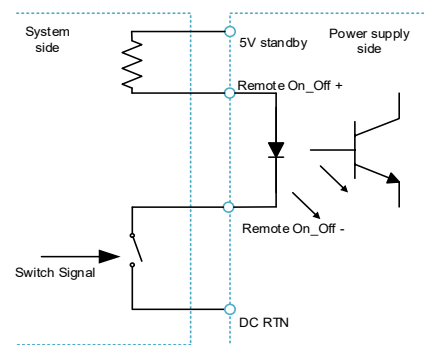 System
side
5V standby
Power supply
side
Remote On_Off +
Remote On_Off -
Switch Signal
DC RTN